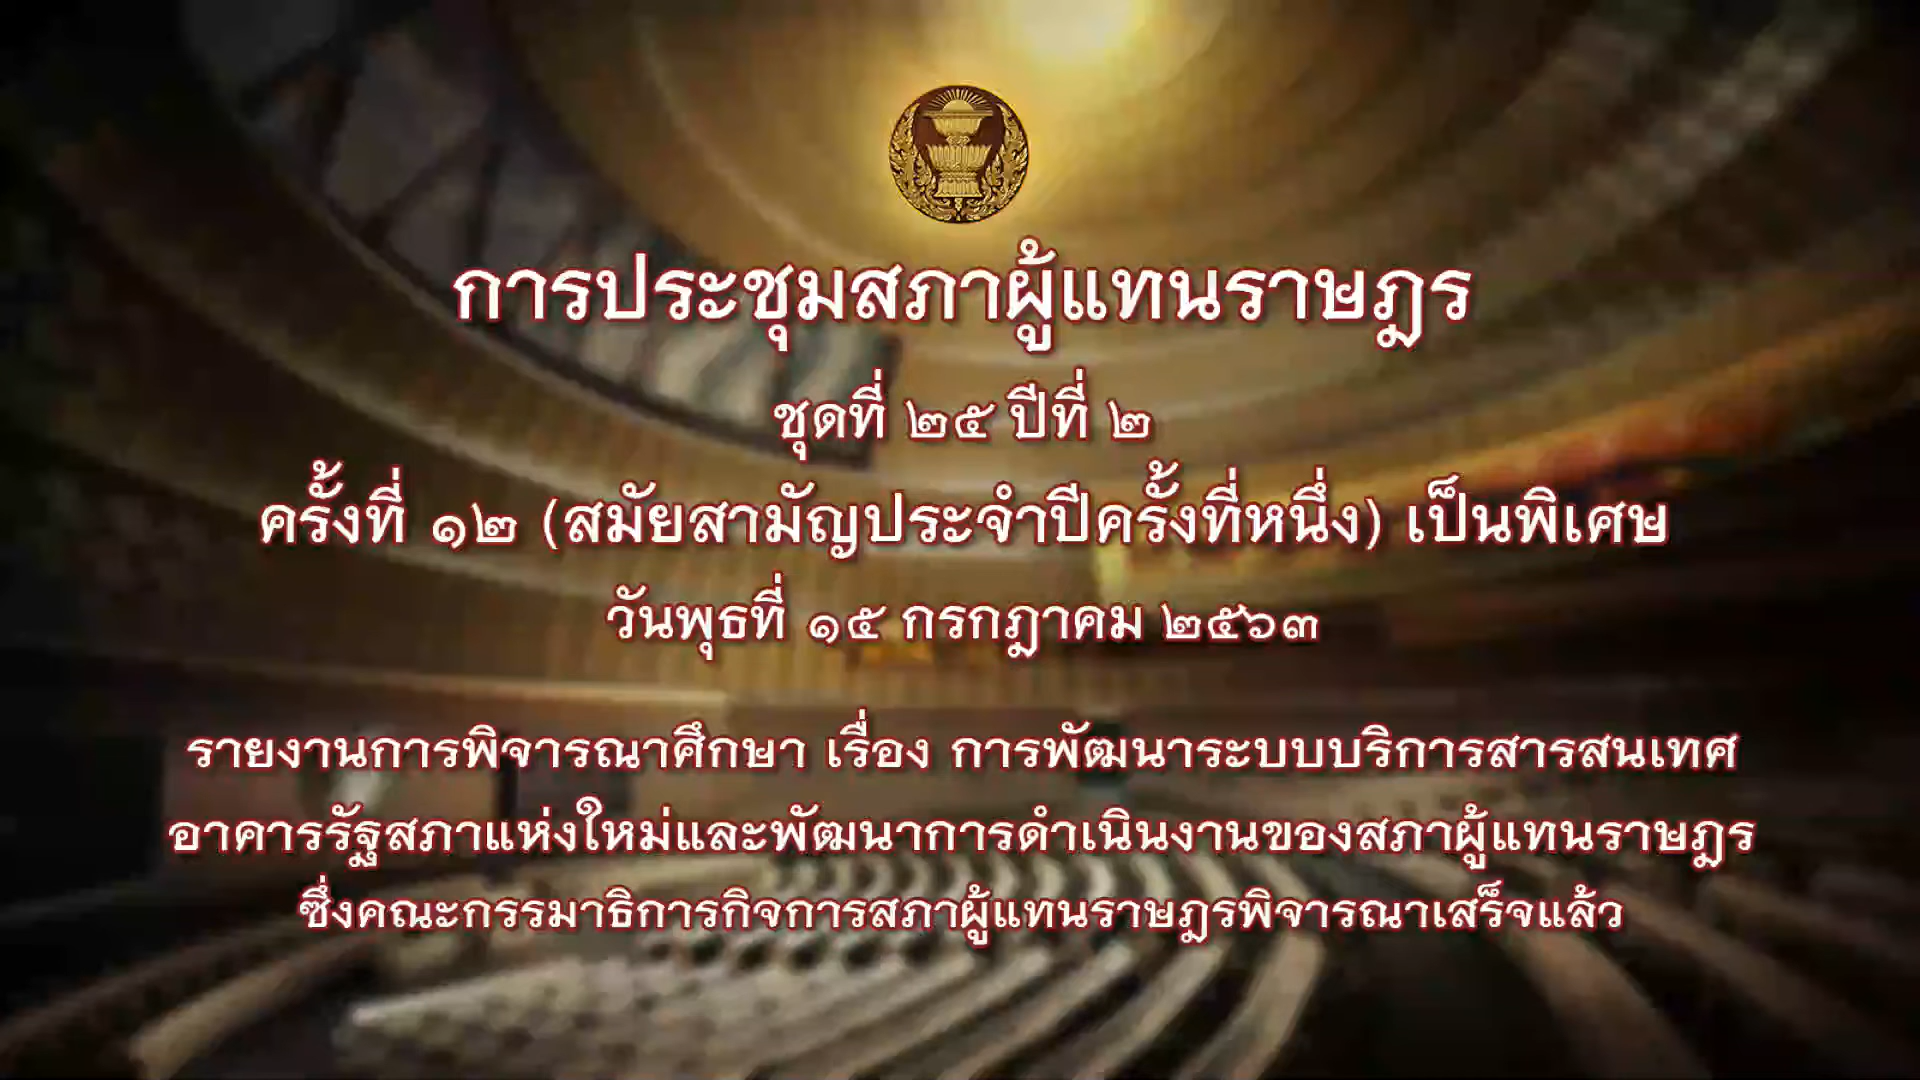 การประชุมสภาผู้แทนราษฎร
ชุดที่ ๒๕ ปีที่ ๒
ครั้งที่ ๑๒ (สมัยสามัญประจำปีครั้งที่หนึ่ง) เป็นพิเศษ
วันพุธที่ ๑๕ กรกฎาคม ๒๕๖๓
รายงานการพิจารณาศึกษา เรื่อง การพัฒนาระบบบริการสารสนเทศ
อาคารรัฐสภาแห่งใหม่และพัฒนาการดำเนินงานของสภาผู้แทนราษฎร
ซึ่งคณะกรรมาธิการกิจการสภาผู้แทนราษฎรพิจารณาเสร็จแล้ว